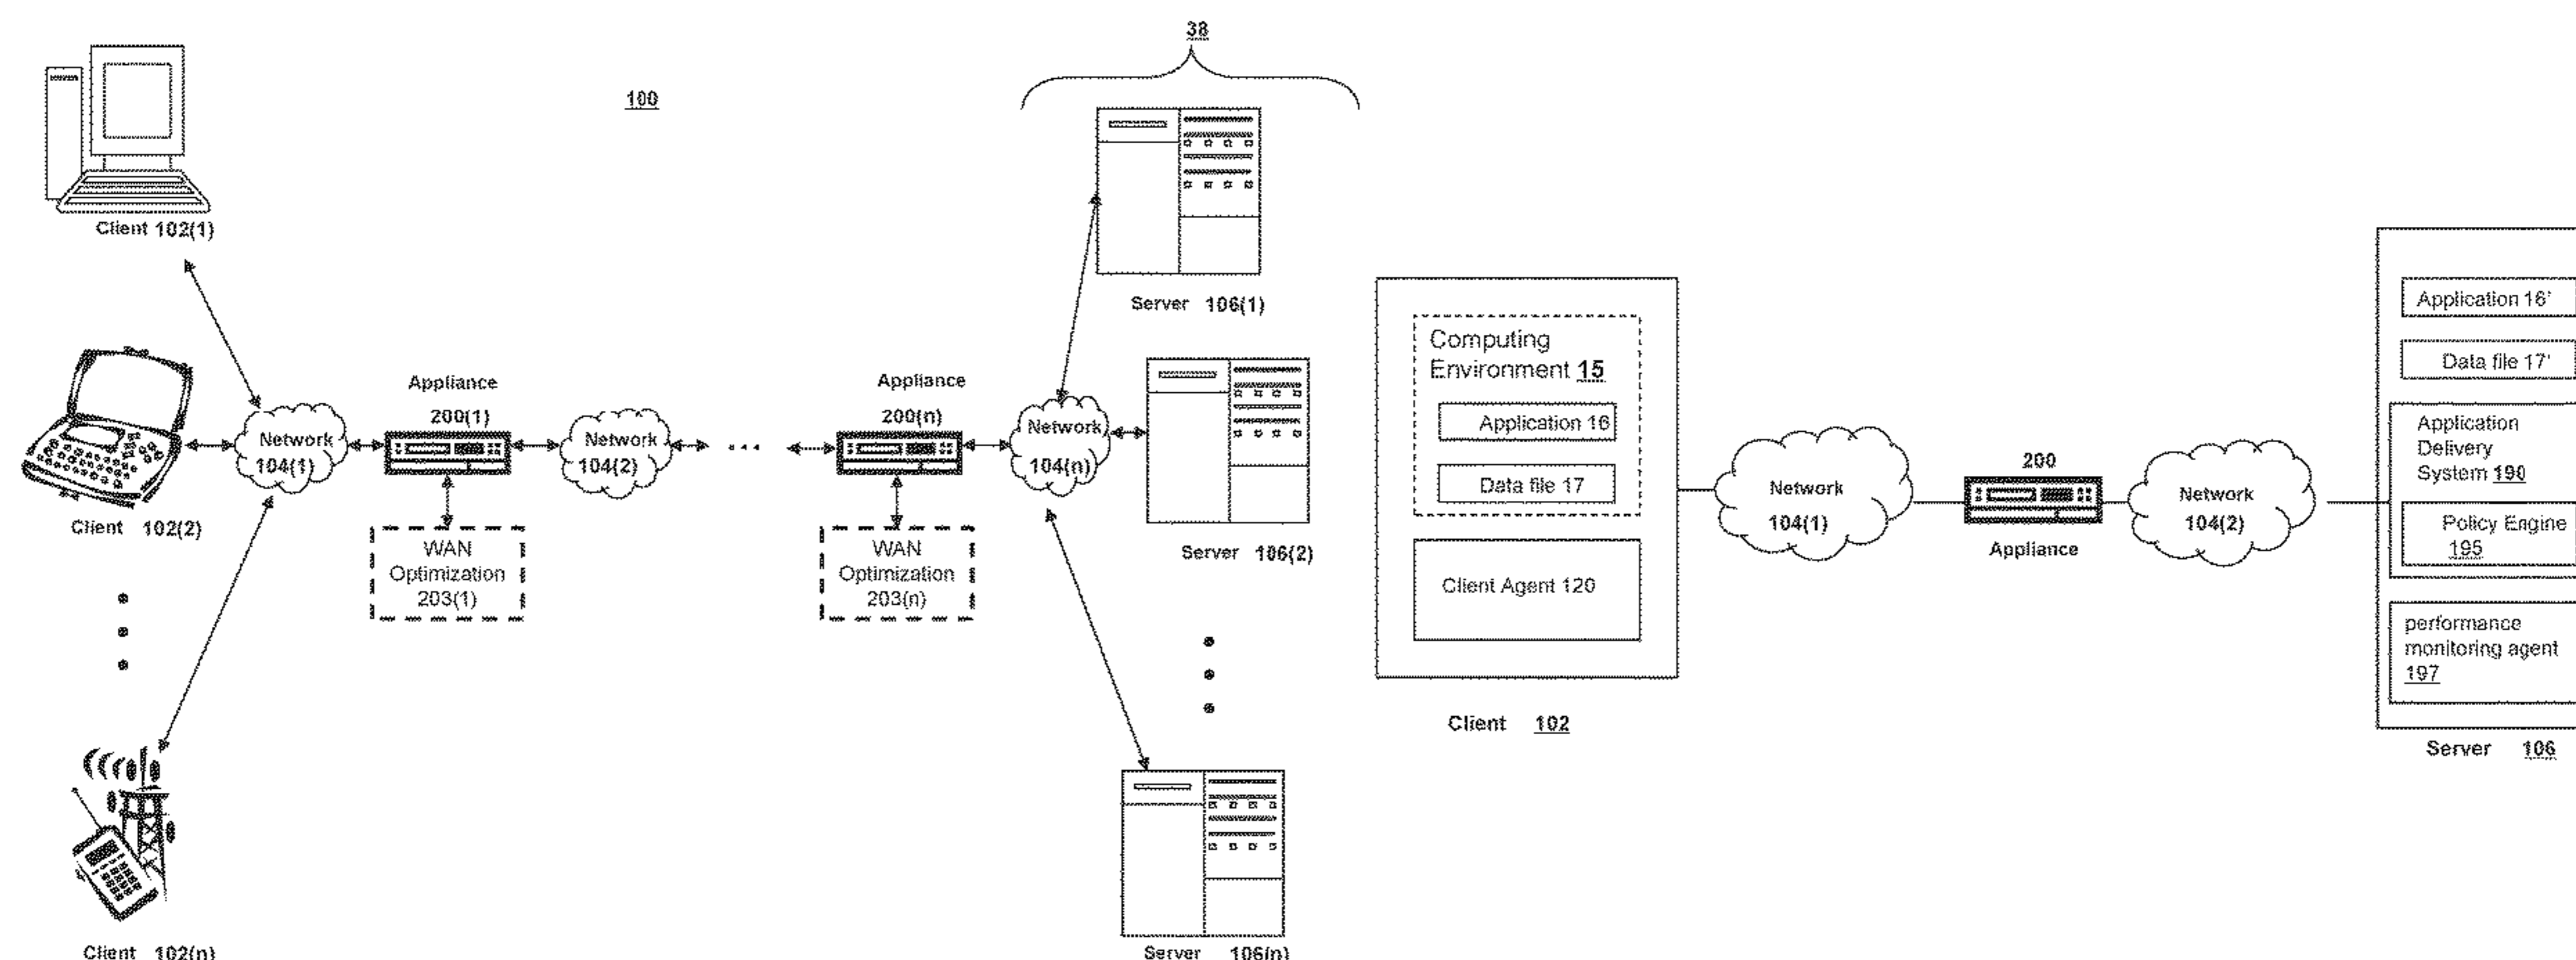 38
100
Client 102(1)
Server 106(1)
Appliance
200(1)
Appliance
200(n)
Network
104(1)
Network
104(2)
Network
104(n)
Client 102(2)
WAN
Optimization
203(1)
WAN
Optimization
203(n)
Server 106(2)
Client 102(n)
Server 106(n)
Computing
Environment 15
Application 16
Data file 17
Client Agent 120
Client 102
Network
104(1)
200
Appliance
Network
104(2)
Application 16'
Data file 17'
Application
Delivery
System 190
Policy Engine
195
performance
monitoring agent
197
Server 106